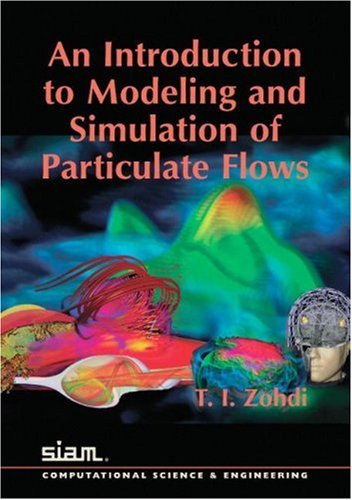 An Introduction
to Modeling and
Simulation of
Particulate Flows
T. I. Zohdi
siam
COMPUTATIONAL SCIENCE & ENGINEERING